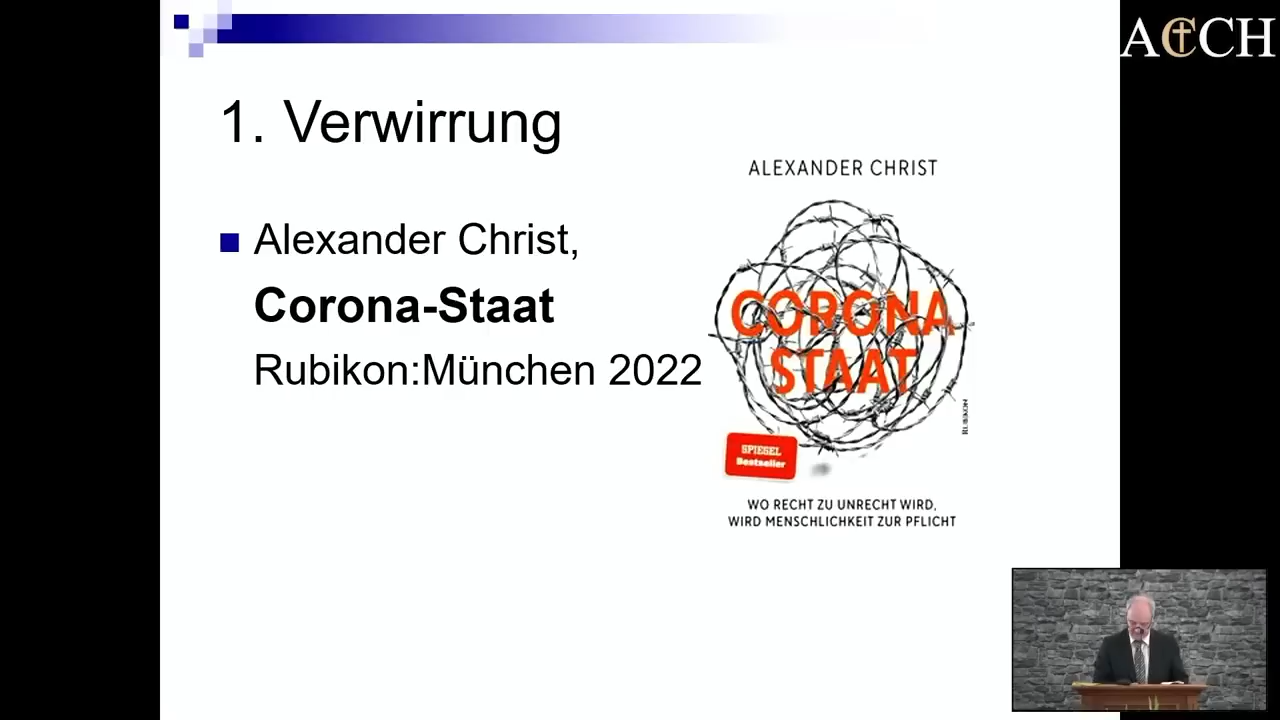 ACCH
1. Verwirrung
Alexander Christ,
Corona-Staat
Rubikon:München 2022
ALEXANDER CHRIST
CORONA
STAAT
RUBIKON
SPIEGEL
Bestseller
WO RECHT ZU UNRECHT WIRD,
WIRD MENSCHLICHKEIT ZUR PFLICHT